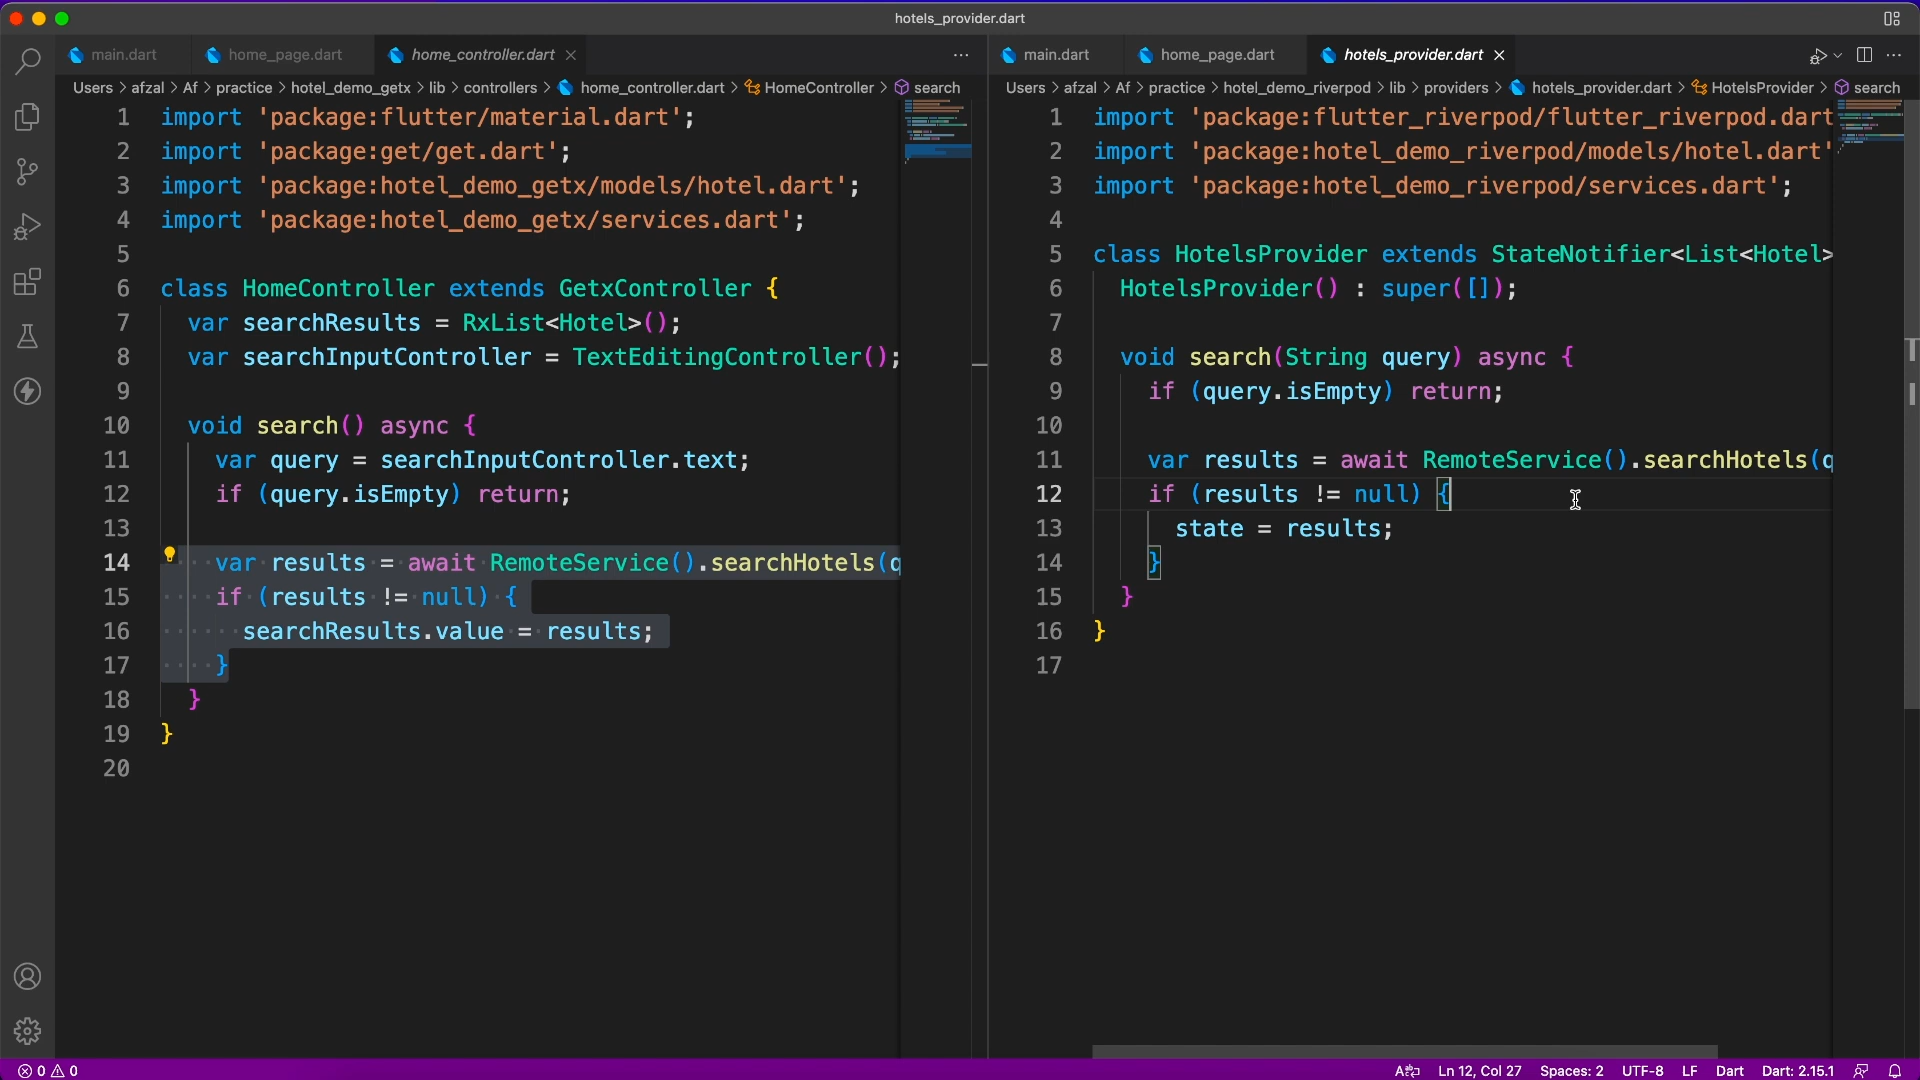 hotels_provider.dart
main.dart
home_page.dart
home_controller.dart
Users > afzal > Af > practice > hotel_demo_getx > lib > controllers > home_controller.dart > HomeController > search
1 import 'package:flutter/material.dart';
2 import 'package:get/get.dart';
3 import 'package:hotel_demo_getx/models/hotel.dart';
4 import 'package:hotel_demo_getx/services.dart';
5
6 class HomeController extends GetxController {
7 var searchResults = RxList<Hotel>();
8 var searchInputController = TextEditingController();
9
10 void search() async {
11 var query = searchInputController.text;
12 if (query.isEmpty) return;
13
14 var results = await RemoteService().searchHotels(q
15 if (results != null) {
16 searchResults.value = results;
17 }
18 }
19 }
20
main.dart
home_page.dart
hotels_provider.dart
Users > afzal > Af > practice > hotel_demo_riverpod > lib > providers > hotels_provider.dart > HotelsProvider > search
1 import 'package:flutter_riverpod/flutter_riverpod.dart
2 import 'package:hotel_demo_riverpod/models/hotel.dart'
3 import 'package:hotel_demo_riverpod/services.dart';
4
5 class HotelsProvider extends StateNotifier<List<Hotel>
6 HotelsProvider() : super([]);
7
8 void search(String query) async {
9 if (query.isEmpty) return;
10
11 var results = await RemoteService().searchHotels(q
12 if (results != null) {
13 state = results;
14 }
15 }
16 }
17
0 0
Ln 12, Col 27 Spaces: 2 UTF-8 LF Dart Dart: 2.15.1